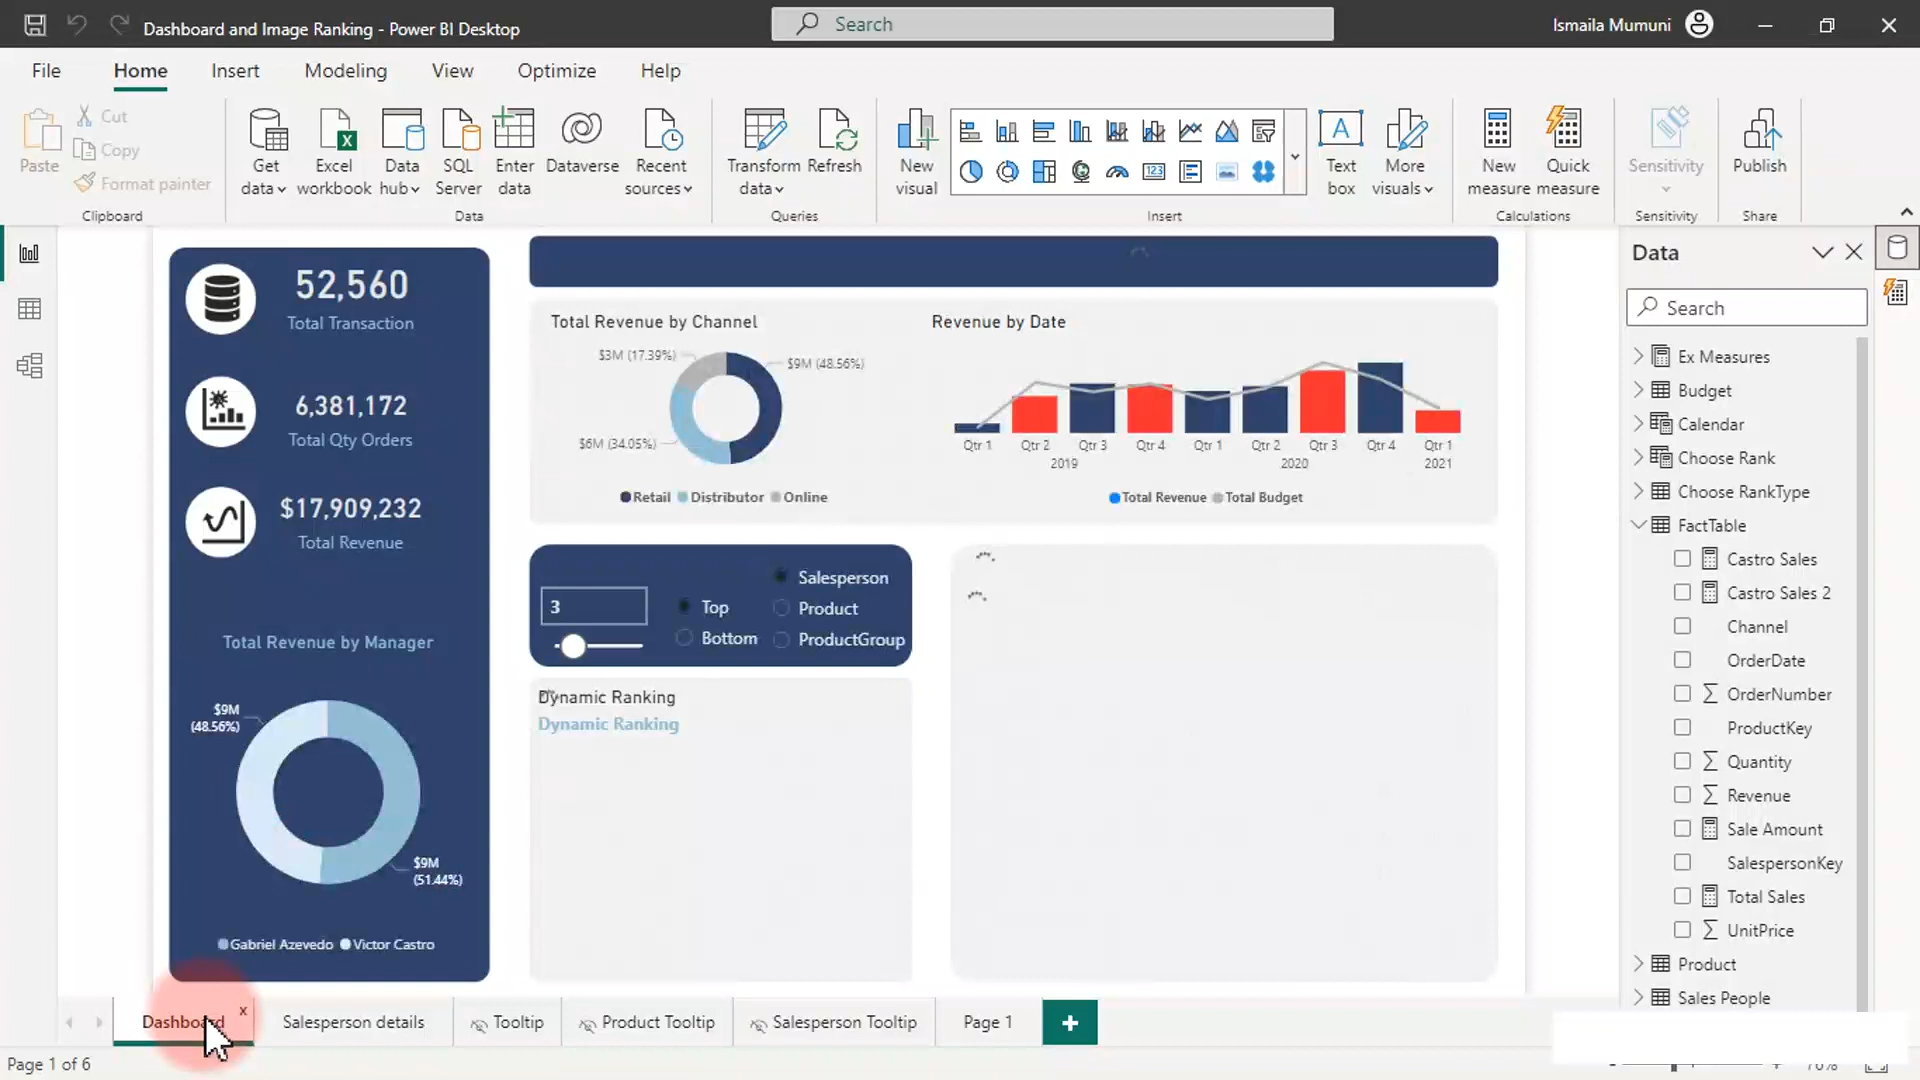 Dashboard and Image Ranking - Power BI Desktop
Search
Ismaila Mumuni
File Home Insert Modeling View Optimize Help
Paste
Cut
Copy
Format painter
Clipboard
Get data
Excel workbook
Data hub
SQL Server
Enter data
Dataverse
Recent sources
Data
Transform data
Refresh
Queries
New visual
123
A
Text box
More visuals
Insert
New measure
Quick measure
Calculations
Sensitivity
Sensitivity
Publish
Share
52,560
Total Transaction
6,381,172
Total Qty Orders
$17,909,232
Total Revenue
Total Revenue by Manager
$9M
(48.56%)
$9M
(51.44%)
Gabriel Azevedo Victor Castro
Total Revenue by Channel
$3M (17.39%)
$9M (48.56%)
$6M (34.05%)
Retail Distributor Online
Revenue by Date
Qtr 1 Qtr 2 Qtr 3 Qtr 4 Qtr 1 Qtr 2 Qtr 3 Qtr 4 Qtr 1
2019 2020 2021
Total Revenue Total Budget
3
Top
Bottom
Salesperson
Product
ProductGroup
Dynamic Ranking
Dynamic Ranking
Data
Search
Ex Measures
Budget
Calendar
Choose Rank
Choose RankType
FactTable
Castro Sales
Castro Sales 2
Channel
OrderDate
OrderNumber
ProductKey
Quantity
Revenue
Sale Amount
SalespersonKey
Total Sales
UnitPrice
Product
Sales People
Dashboard x Salesperson details Tooltip Product Tooltip Salesperson Tooltip Page 1 +
Page 1 of 6